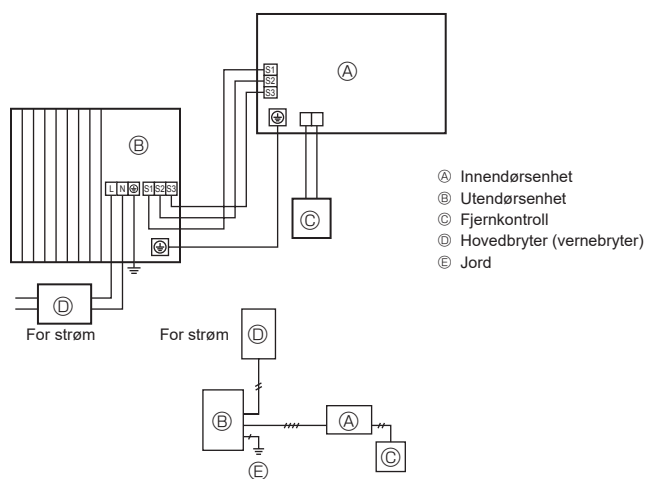 S1
S2
S3
Ⓐ
Ⓑ
L N S1 S2 S3
Ⓒ
Ⓓ
For strøm
Ⓐ Innendørsenhet
Ⓑ Utendørsenhet
Ⓒ Fjernkontroll
Ⓓ Hovedbryter (vernebryter)
Ⓔ Jord
For strøm Ⓓ
Ⓑ
Ⓐ
Ⓒ
Ⓔ